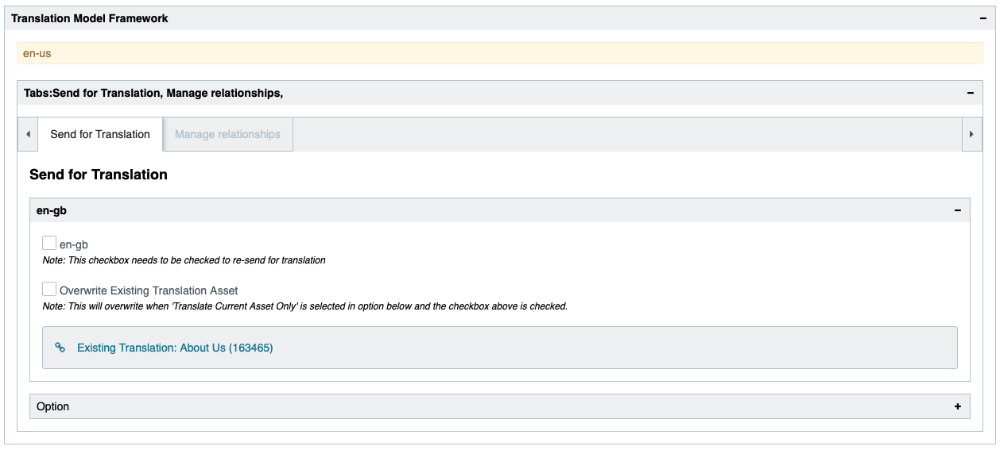 Translation Model Framework
en-us
Tabs:Send for Translation, Manage relationships,
Send for Translation Manage relationships
Send for Translation
en-gb
en-gb
Note: This checkbox needs to be checked to re-send for translation
Overwrite Existing Translation Asset
Note: This will overwrite when 'Translate Current Asset Only' is selected in option below and the checkbox above is checked.
Existing Translation: About Us (163465)
Option